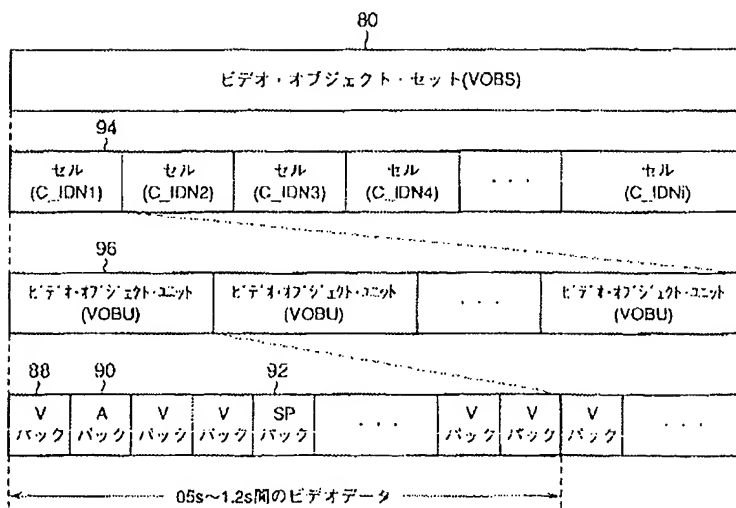 80
ビデオ・オブジェクト・セット(VOBS)
94
セル
(C_IDN1)
セル
(C_IDN2)
セル
(C_IDN3)
セル
(C_IDN4)
・・・
セル
(C_IDNi)
96
ビデオ・オブジェクト・ユニット
(VOBU)
ビデオ・オブジェクト・ユニット
(VOBU)
・・・
ビデオ・オブジェクト・ユニット
(VOBU)
88
90
92
V
パック
A
パック
V
パック
V
パック
SP
パック
・・・
V
パック
V
パック
V
パック
・・・
05s～1.2s間のビデオデータ